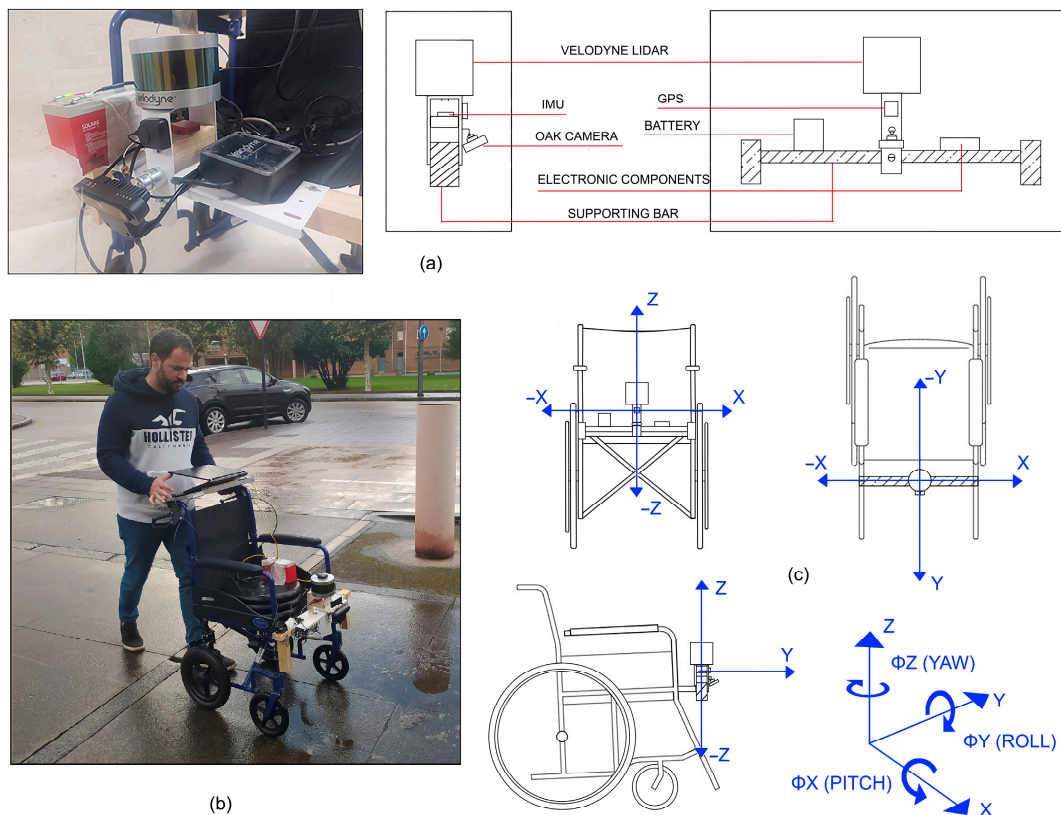 SOLARX
Velodyne
Velodyne
VELODYNE LIDAR
IMU
GPS
BATTERY
OAK CAMERA
ELECTRONIC COMPONENTS
SUPPORTING BAR
(a)
HOLLISTER
CALIFORNIA
(b)
Z
–X
X
–Z
–Y
–X
X
Y
(c)
Z
Y
–Z
Z
ΦZ (YAW)
Y
ΦY (ROLL)
ΦX (PITCH)
X